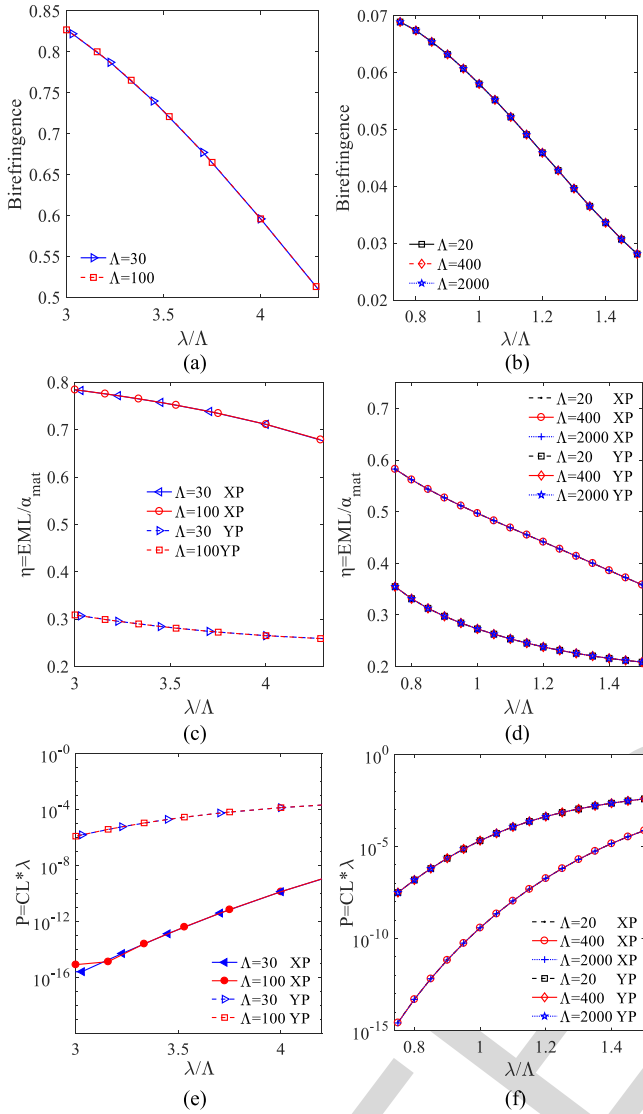 0.85
0.8
0.75
0.7
0.65
0.6
0.55
0.5
Birefringence
Λ=30
Λ=100
3 3.5 4
λ/Λ
(a)
0.07
0.06
0.05
0.04
0.03
0.02
Birefringence
Λ=20
Λ=400
Λ=2000
0.8 1 1.2 1.4
λ/Λ
(b)
0.8
0.7
0.6
0.5
0.4
0.3
0.2
η=EML/α_mat
Λ=30 XP
Λ=100 XP
Λ=30 YP
Λ=100YP
3 3.5 4
λ/Λ
(c)
0.7
0.6
0.5
0.4
0.3
0.2
η=EML/α_mat
Λ=20 XP
Λ=400 XP
Λ=2000 XP
Λ=20 YP
Λ=400 YP
Λ=2000 YP
0.8 1 1.2 1.4
λ/Λ
(d)
10^-0
10^-4
10^-8
10^-12
10^-16
P=CL*λ
Λ=30 XP
Λ=100 XP
Λ=30 YP
Λ=100 YP
3 3.5 4
λ/Λ
(e)
10^0
10^-5
10^-10
10^-15
P=CL*λ
Λ=20 XP
Λ=400 XP
Λ=2000 XP
Λ=20 YP
Λ=400 YP
Λ=2000 YP
0.8 1 1.2 1.4
λ/Λ
(f)